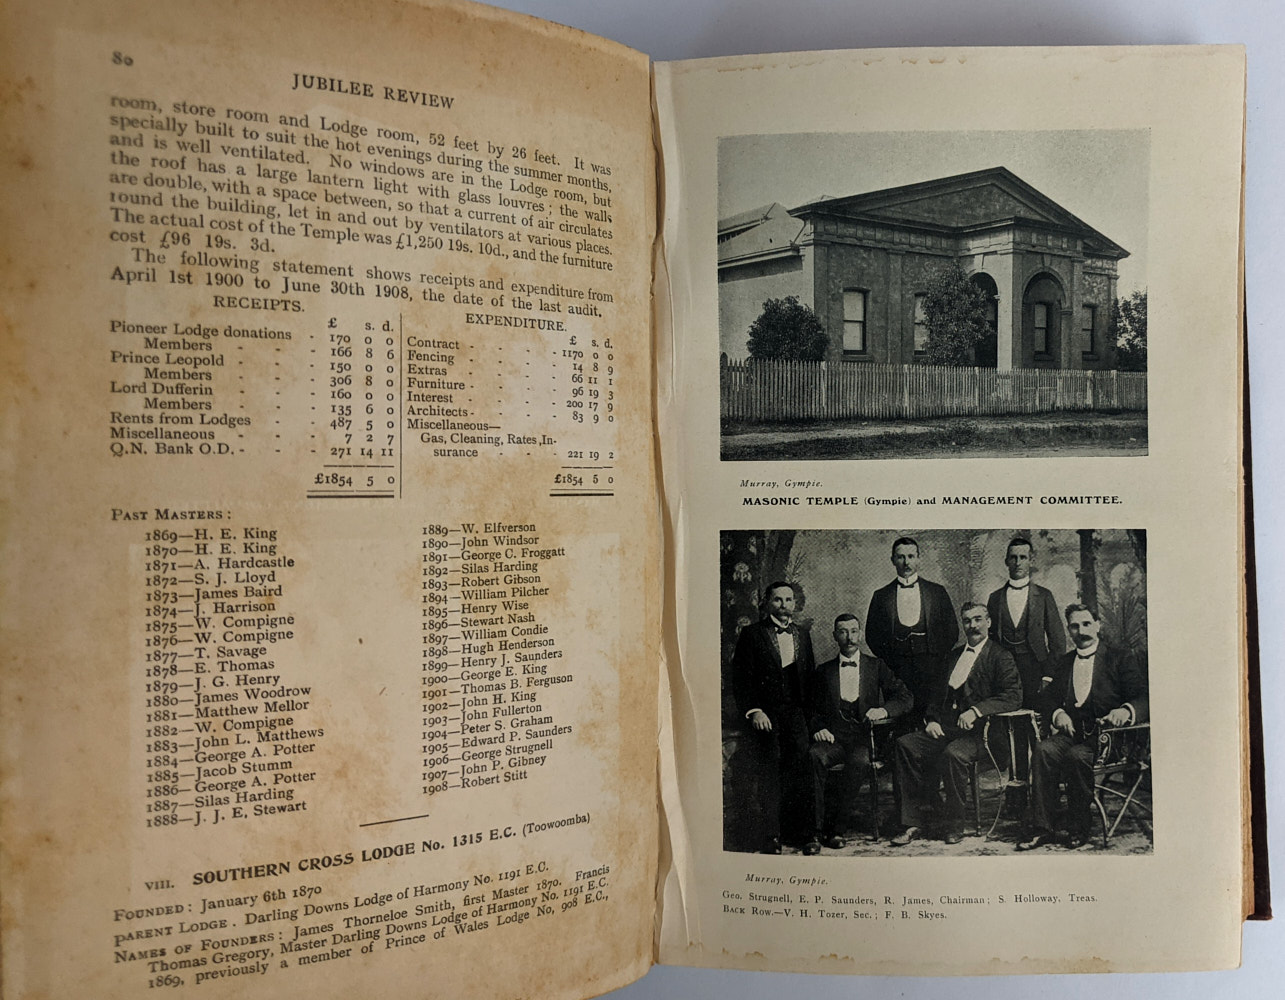 80
JUBILEE REVIEW
room, store room and Lodge room, 52 feet by 26 feet. It was
specially built to suit the hot evenings during the summer months,
and is well ventilated. No windows are in the Lodge room, but
the roof has a large lantern light with glass louvres; the walls
are double, with a space between, so that a current of air circulates
round the building, let in and out by ventilators at various places.
The actual cost of the Temple was £1,250 19s. 10d., and the furniture
cost £96 19s. 3d.
The following statement shows receipts and expenditure from
April 1st 1900 to June 30th 1908, the date of the last audit.
RECEIPTS.
£ s. d.
Pioneer Lodge donations - 170 0 0
Members - - - 166 8 6
Prince Leopold - - - 150 0 0
Members - - - 306 8 0
Lord Dufferin - - - 160 0 0
Members - - - 135 6 0
Rents from Lodges - - 487 5 0
Miscellaneous - - - 7 2 7
Q.N. Bank O.D. - - - 271 14 11
£1854 5 0
EXPENDITURE.
£ s. d.
Contract - - - - 1170 0 0
Fencing - - - - 14 8 9
Extras - - - - 66 11 1
Furniture - - - - 96 19 3
Interest - - - - 200 17 9
Architects - - - - 83 9 0
Miscellaneous—
Gas, Cleaning, Rates, In-
surance - - - - 221 19 2
£1854 5 0
PAST MASTERS:
1869—H. E. King
1870—H. E. King
1871—A. Hardcastle
1872—S. J. Lloyd
1873—James Baird
1874—J. Harrison
1875—W. Compigne
1876—W. Compigne
1877—T. Savage
1878—E. Thomas
1879—J. G. Henry
1880—James Woodrow
1881—Matthew Mellor
1882—W. Compigne
1883—John L. Matthews
1884—George A. Potter
1885—Jacob Stumm
1886—George A. Potter
1887—Silas Harding
1888—J. J. E. Stewart
1889—W. Elfverson
1890—John Windsor
1891—George C. Froggatt
1892—Silas Harding
1893—Robert Gibson
1894—William Pilcher
1895—Henry Wise
1896—Stewart Nash
1897—William Condie
1898—Hugh Henderson
1899—Henry J. Saunders
1900—George E. King
1901—Thomas B. Ferguson
1902—John H. King
1903—John Fullerton
1904—Peter S. Graham
1905—Edward P. Saunders
1906—George Strugnell
1907—John P. Gibney
1908—Robert Stitt
VIII. SOUTHERN CROSS LODGE No. 1315 E.C. (Toowoomba)
FOUNDED: January 6th 1870
PARENT LODGE. Darling Downs Lodge of Harmony No. 1191 E.C.
NAMES OF FOUNDERS: James Thorneloe Smith, first Master 1870. Francis
Thomas Gregory, Master Darling Downs Lodge of Harmony No. 1191 E.C.
1869, previously a member of Prince of Wales Lodge No, 908 E.C.,
Murray, Gympie.
MASONIC TEMPLE (Gympie) and MANAGEMENT COMMITTEE.
Murray, Gympie.
Geo. Strugnell, E. P. Saunders, R. James, Chairman; S. Holloway, Treas.
BACK ROW.—V. H. Tozer, Sec.; F. B. Skyes.